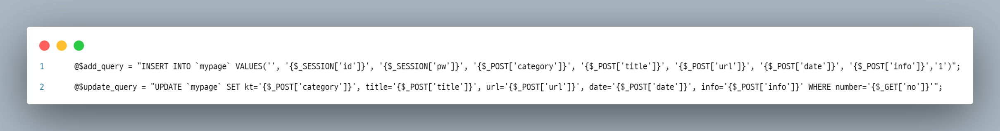 1 @$add_query = "INSERT INTO `mypage` VALUES('', '{$_SESSION['id']}', '{$_SESSION['pw']}', '{$_POST['category']}', '{$_POST['title']}', '{$_POST['url']}', '{$_POST['date']}', '{$_POST['info']}','1')";
2 @$update_query = "UPDATE `mypage` SET kt='{$_POST['category']}', title='{$_POST['title']}', url='{$_POST['url']}', date='{$_POST['date']}', info='{$_POST['info']}' WHERE number='{$_GET['no']}'";